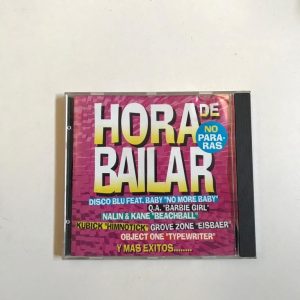 HORA DE
NO
PARA-
RAS
BAILAR
DISCO BLU FEAT. BABY "NO MORE BABY"
Q.A. "BARBIE GIRL"
NALIN & KANE "BEACHBALL"
KUBICK "HIMNOTICK" GROVE ZONE "EISBAER"
OBJECT ONE "TYPEWRITER"
Y MAS EXITOS........